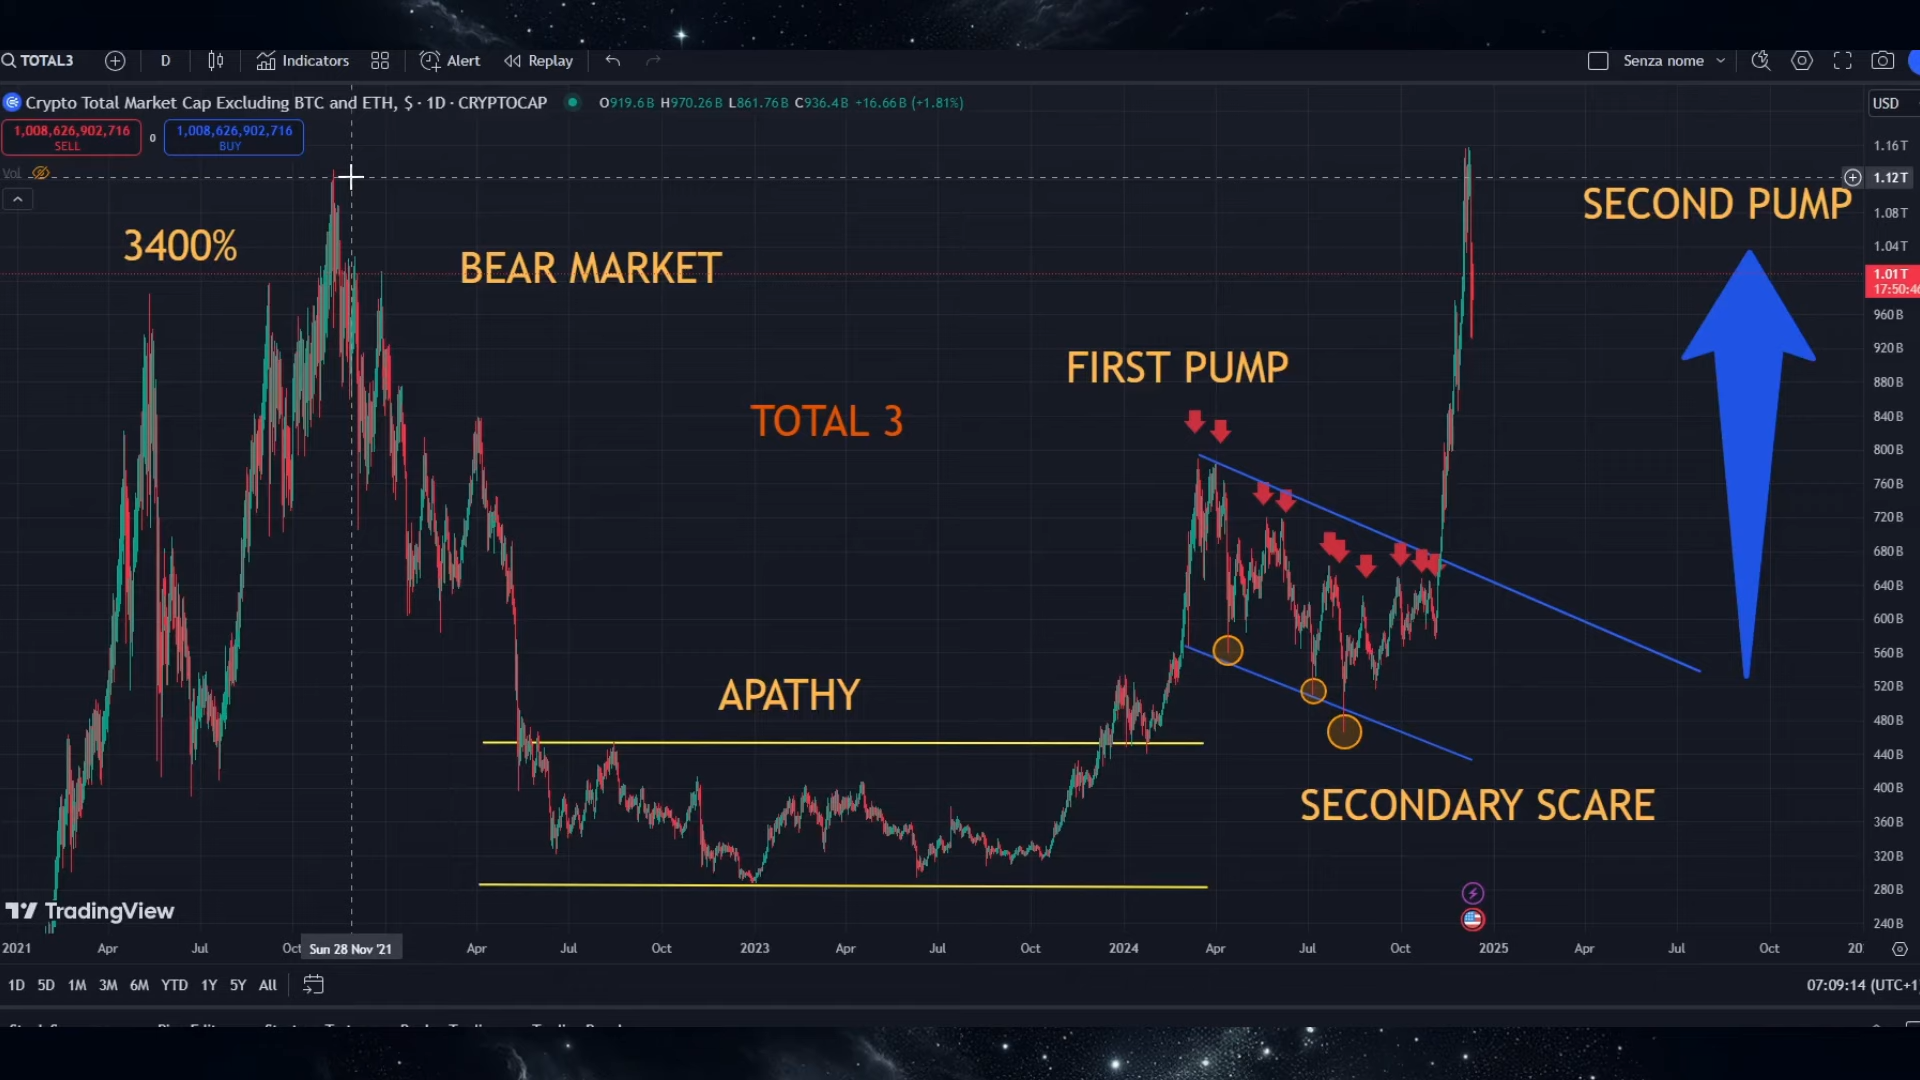 TOTAL3 D Indicators Alert Replay Senza nome
Crypto Total Market Cap Excluding BTC and ETH, $ · 1D · CRYPTOCAP O919.6B H970.26B L861.76B C936.4B +16.66B (+1.81%) USD
1,008,626,902,716 SELL 0 1,008,626,902,716 BUY
Vol
1.16T
1.12T
1.08T
1.04T
1.01T
17:50:46
960B
920B
880B
840B
800B
760B
720B
680B
640B
600B
560B
520B
480B
440B
400B
360B
320B
280B
240B
3400%
BEAR MARKET
SECOND PUMP
FIRST PUMP
TOTAL 3
APATHY
SECONDARY SCARE
TradingView
2021 Apr Jul Oct Sun 28 Nov '21 Apr Jul Oct 2023 Apr Jul Oct 2024 Apr Jul Oct 2025 Apr Jul Oct 20
1D 5D 1M 3M 6M YTD 1Y 5Y All 07:09:14 (UTC+1